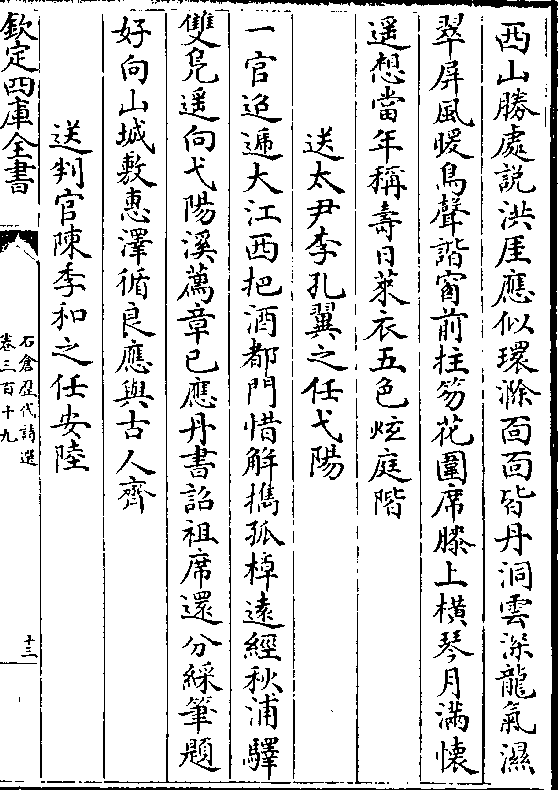 西山勝處説洪厓應似環滁面面皆丹洞雲深龍氣濕
翠屏風暖鳥聲諧窗前拄笏花圍席膝上横琴月滿懷
遥想當年稱壽日萊衣五色炫庭階
送太尹李孔翼之任弋陽
一官迢遞大江西把酒都門惜解攜孤棹遠經秋浦驛
雙鳬遥向弋陽溪薦章已應丹書詔祖席還分綵筆題
好向山城敷惠澤循良應與古人齊
送判官陳季和之任安陸
欽定四庫全書
石倉歴代詩選
卷三百十九
十三